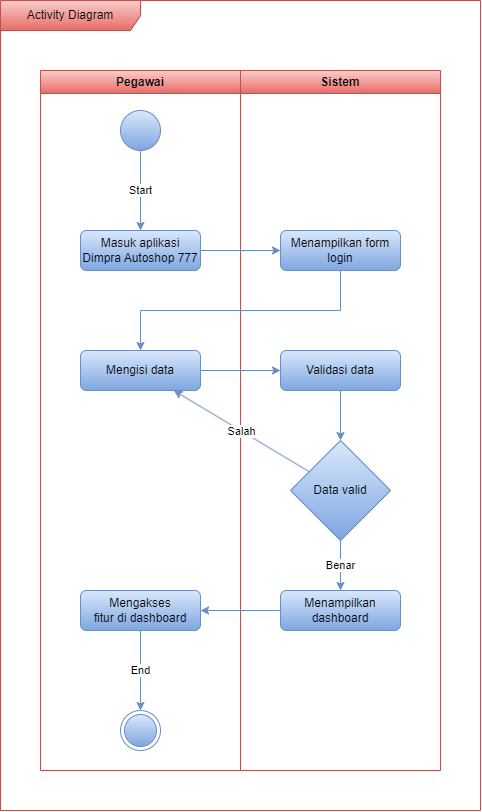 Activity Diagram
Pegawai
Sistem
Start
Masuk aplikasi
Dimpra Autoshop 777
Menampilkan form
login
Mengisi data
Validasi data
Salah
Data valid
Benar
Mengakses
fitur di dashboard
Menampilkan
dashboard
End